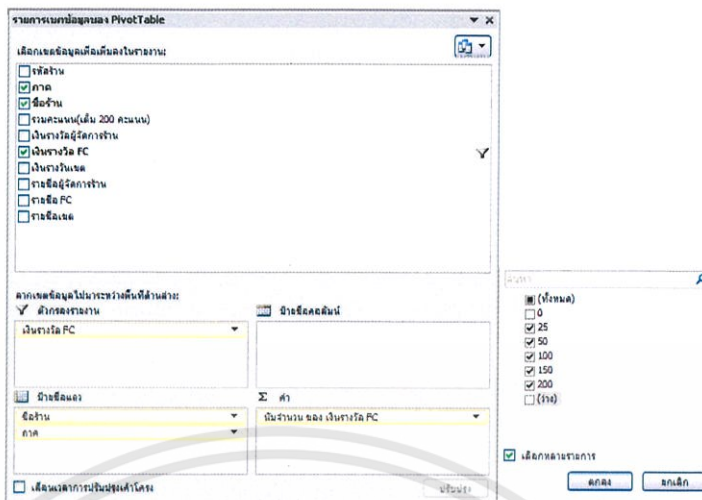 รายการเขตข้อมูลของ PivotTable
เลือกเขตข้อมูลเพื่อเพิ่มลงในรายงาน:
รหัสร้าน
ภาค
ชื่อร้าน
รวมคะแนน(เต็ม 200 คะแนน)
เงินรางวัลผู้จัดการร้าน
เงินรางวัล FC
เงินรางวัลเขต
รายชื่อผู้จัดการร้าน
รายชื่อ FC
รายชื่อเขต
ลากเขตข้อมูลไปมาระหว่างพื้นที่ด้านล่าง:
ตัวกรองรายงาน
ป้ายชื่อคอลัมน์
เงินรางวัล FC
ป้ายชื่อแถว
Σ ค่า
ชื่อร้าน
ภาค
นับจำนวน ของ เงินรางวัล FC
เลื่อนเวลาการปรับปรุงเค้าโครง
ปรับปรุง
ค้นหา
(ทั้งหมด)
0
25
50
100
150
200
(ว่าง)
เลือกหลายรายการ
ตกลง
ยกเลิก